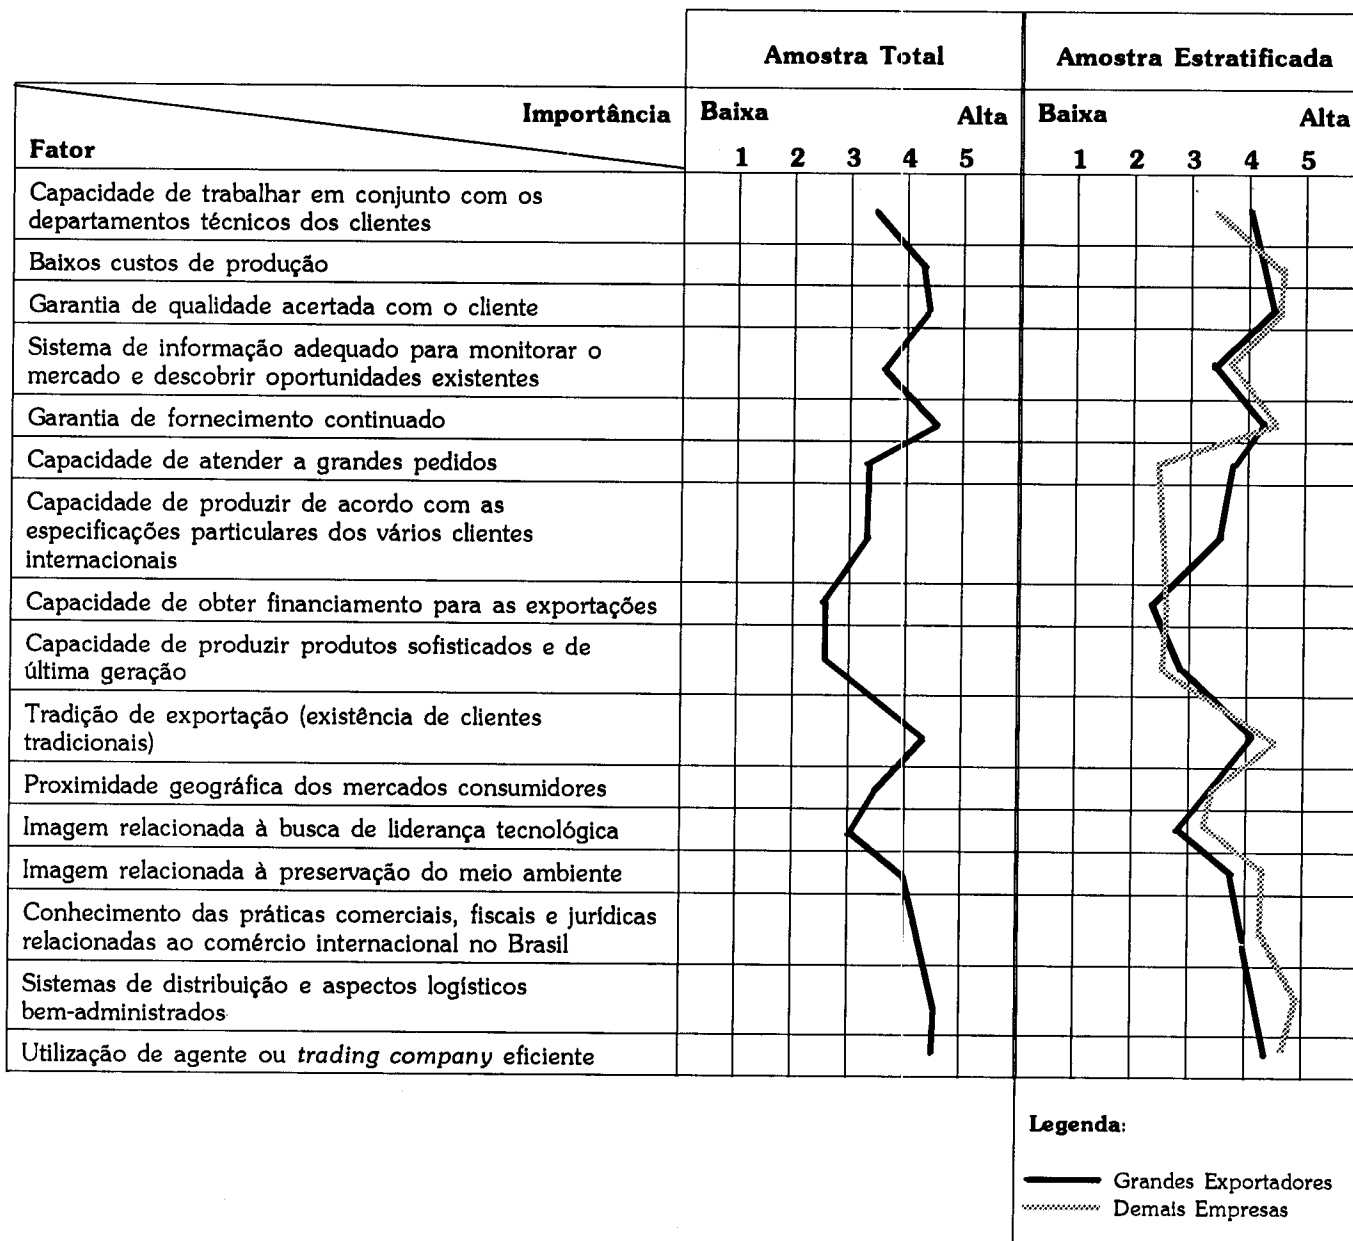 Amostra Total
Amostra Estratificada
Importância
Baixa
Alta
Baixa
Alta
Fator
1 2 3 4 5
1 2 3 4 5
Capacidade de trabalhar em conjunto com os
departamentos técnicos dos clientes
Baixos custos de produção
Garantia de qualidade acertada com o cliente
Sistema de informação adequado para monitorar o
mercado e descobrir oportunidades existentes
Garantia de fornecimento continuado
Capacidade de atender a grandes pedidos
Capacidade de produzir de acordo com as
especificações particulares dos vários clientes
internacionais
Capacidade de obter financiamento para as exportações
Capacidade de produzir produtos sofisticados e de
última geração
Tradição de exportação (existência de clientes
tradicionais)
Proximidade geográfica dos mercados consumidores
Imagem relacionada à busca de liderança tecnológica
Imagem relacionada à preservação do meio ambiente
Conhecimento das práticas comerciais, fiscais e jurídicas
relacionadas ao comércio internacional no Brasil
Sistemas de distribuição e aspectos logísticos
bem-administrados
Utilização de agente ou trading company eficiente
Legenda:
Grandes Exportadores
Demais Empresas